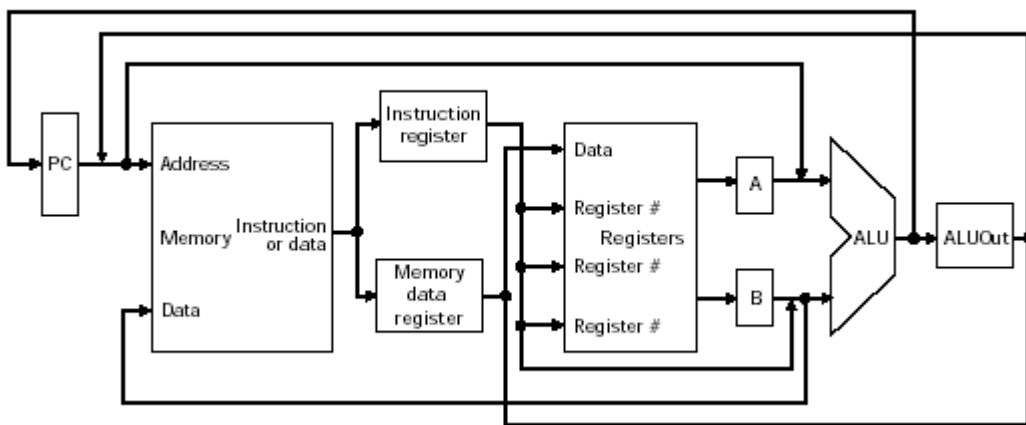 PC
Address
Memory
Instruction
or data
Data
Instruction
register
Memory
data
register
Data
Register #
Registers
Register #
Register #
A
B
ALU
ALUOut